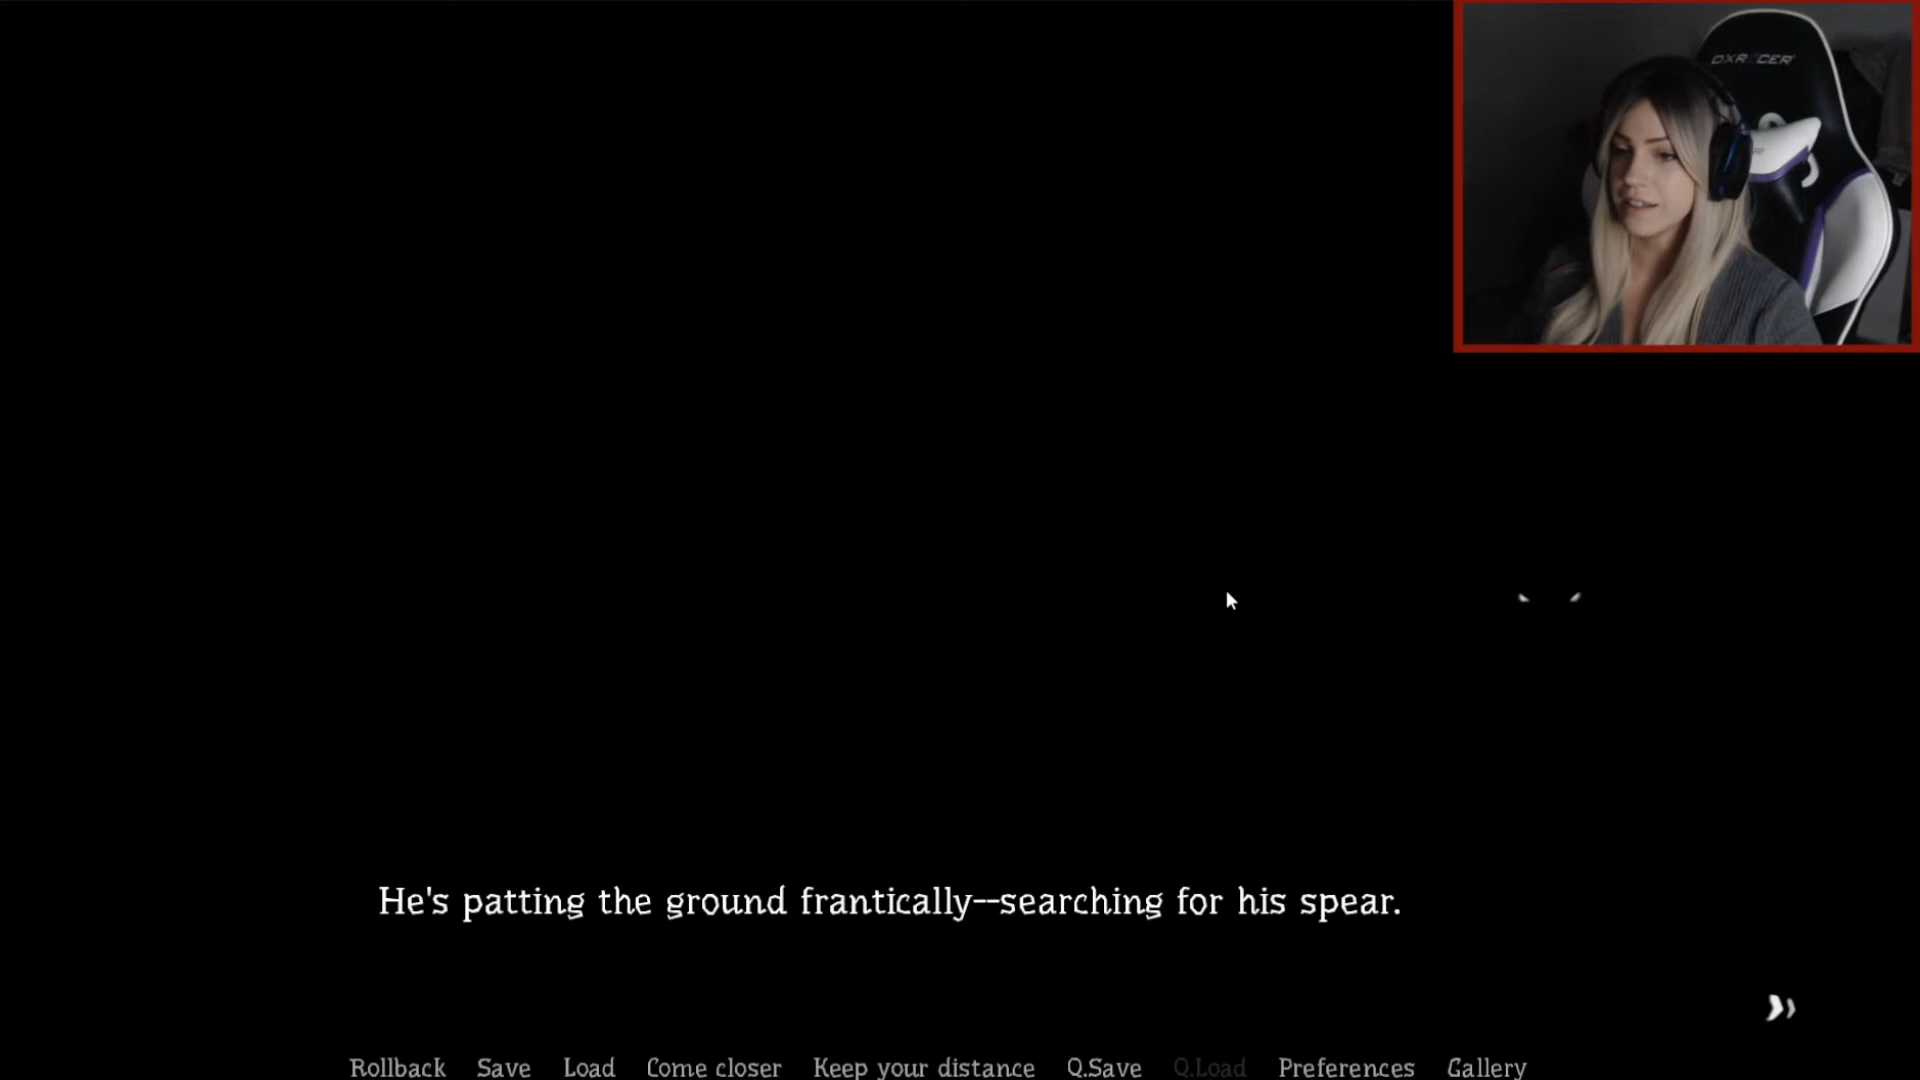 DXRACER
He's patting the ground frantically--searching for his spear.
Rollback Save Load Come closer Keep your distance Q.Save Q.Load Preferences Gallery